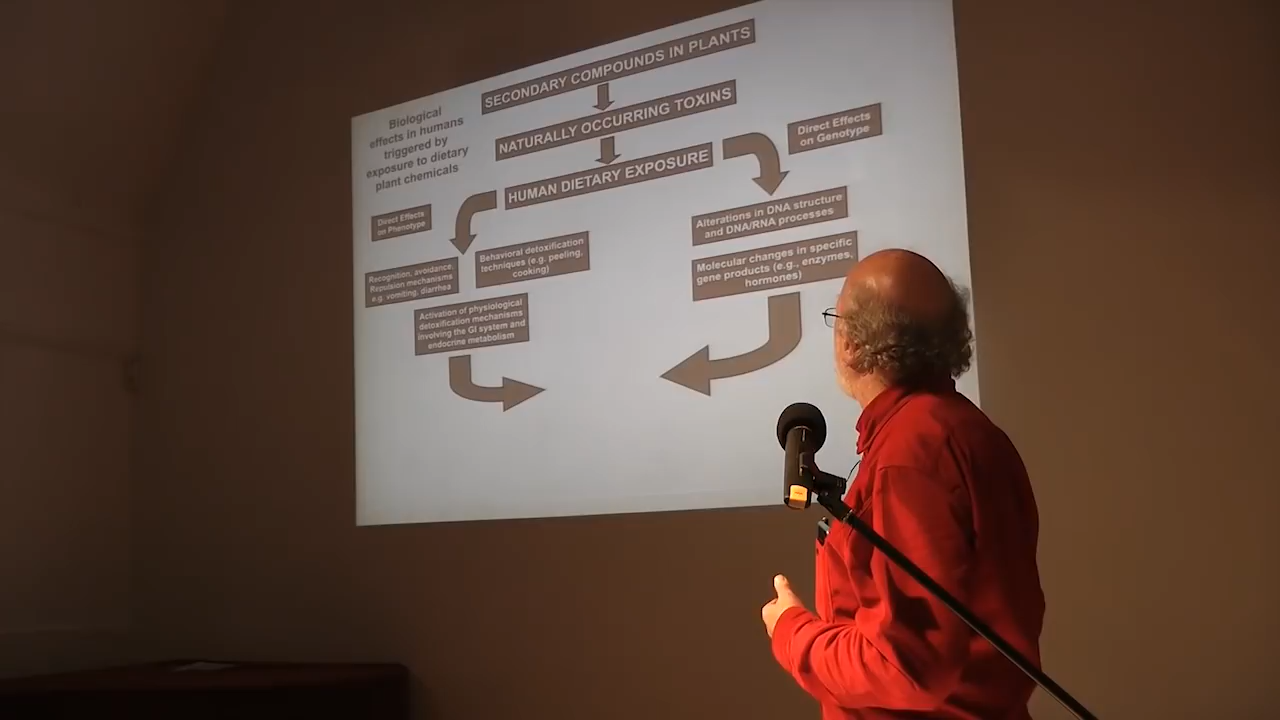 SECONDARY COMPOUNDS IN PLANTS
Biological
effects in humans
triggered by
exposure to dietary
plant chemicals
NATURALLY OCCURRING TOXINS
HUMAN DIETARY EXPOSURE
Direct Effects
on Genotype
Direct Effects
on Phenotype
Alterations in DNA structure
and DNA/RNA processes
Recognition, avoidance,
Repulsion mechanisms
e.g. vomiting, diarrhea
Behavioral detoxification
techniques (e.g. peeling,
cooking)
Molecular changes in specific
gene products (e.g., enzymes,
hormones)
Activation of physiological
detoxification mechanisms
involving the GI system and
endocrine metabolism